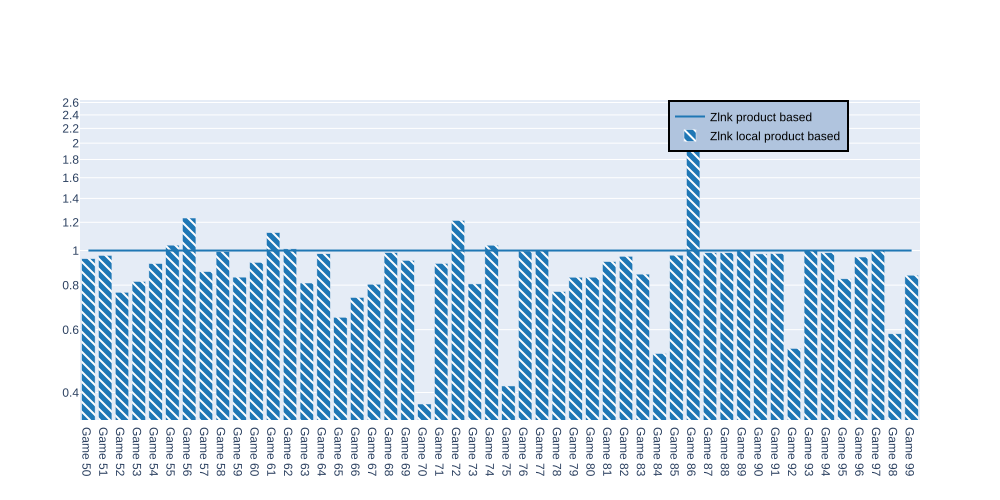 2.6
2.4
2.2
2
1.8
1.6
1.4
1.2
1
0.8
0.6
0.4
Zlnk product based
Zlnk local product based
Game 50
Game 51
Game 52
Game 53
Game 54
Game 55
Game 56
Game 57
Game 58
Game 59
Game 60
Game 61
Game 62
Game 63
Game 64
Game 65
Game 66
Game 67
Game 68
Game 69
Game 70
Game 71
Game 72
Game 73
Game 74
Game 75
Game 76
Game 77
Game 78
Game 79
Game 80
Game 81
Game 82
Game 83
Game 84
Game 85
Game 86
Game 87
Game 88
Game 89
Game 90
Game 91
Game 92
Game 93
Game 94
Game 95
Game 96
Game 97
Game 98
Game 99